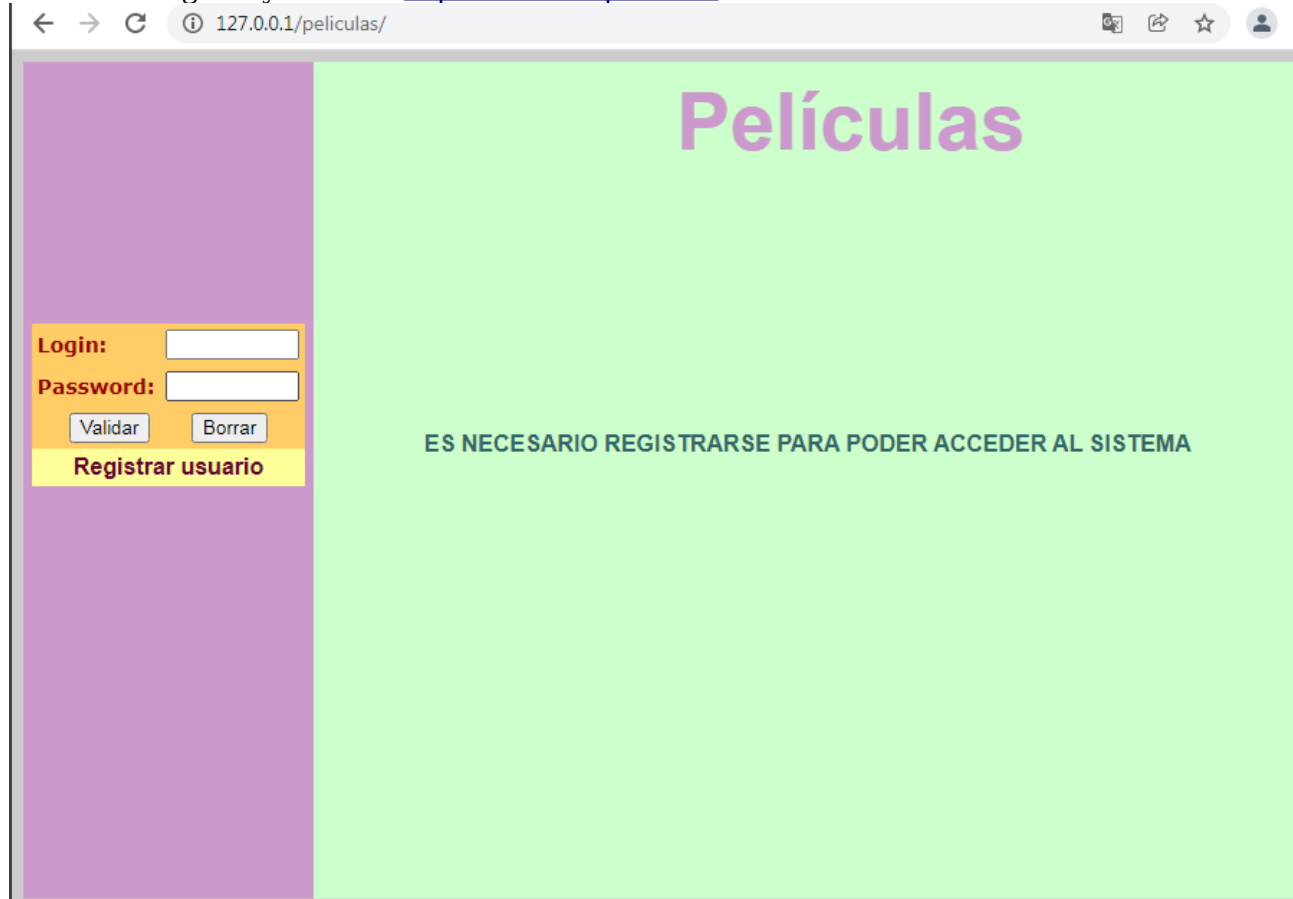 127.0.0.1/peliculas/
Películas
Login:
Password:
Validar Borrar
Registrar usuario
ES NECESARIO REGISTRARSE PARA PODER ACCEDER AL SISTEMA